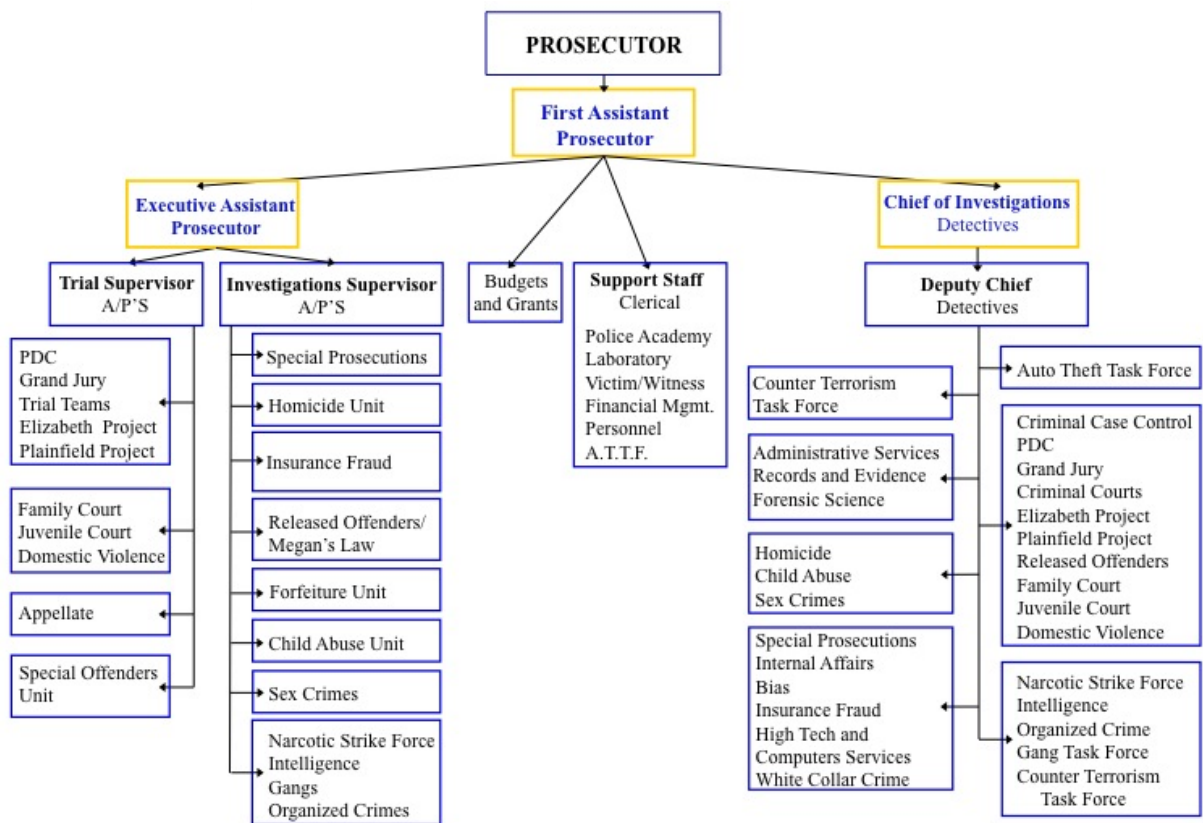 PROSECUTOR
First Assistant
Prosecutor
Executive Assistant
Prosecutor
Chief of Investigations
Detectives
Trial Supervisor
A/P'S
Investigations Supervisor
A/P'S
Budgets
and Grants
Support Staff
Clerical
Police Academy
Laboratory
Victim/Witness
Financial Mgmt.
Personnel
A.T.T.F.
Deputy Chief
Detectives
PDC
Grand Jury
Trial Teams
Elizabeth Project
Plainfield Project
Family Court
Juvenile Court
Domestic Violence
Appellate
Special Offenders
Unit
Special Prosecutions
Homicide Unit
Insurance Fraud
Released Offenders/
Megan's Law
Forfeiture Unit
Child Abuse Unit
Sex Crimes
Narcotic Strike Force
Intelligence
Gangs
Organized Crimes
Counter Terrorism
Task Force
Administrative Services
Records and Evidence
Forensic Science
Homicide
Child Abuse
Sex Crimes
Special Prosecutions
Internal Affairs
Bias
Insurance Fraud
High Tech and
Computers Services
White Collar Crime
Auto Theft Task Force
Criminal Case Control
PDC
Grand Jury
Criminal Courts
Elizabeth Project
Plainfield Project
Released Offenders
Family Court
Juvenile Court
Domestic Violence
Narcotic Strike Force
Intelligence
Organized Crime
Gang Task Force
Counter Terrorism
Task Force